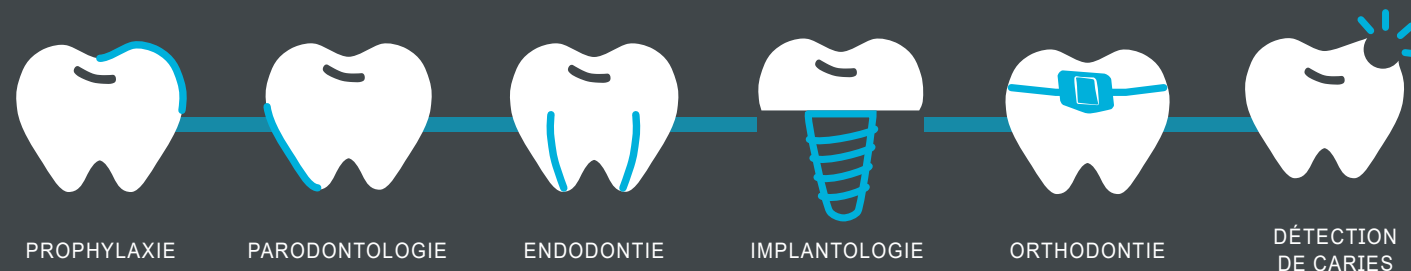 PROPHYLAXIE
PARODONTOLOGIE
ENDODONTIE
IMPLANTOLOGIE
ORTHODONTIE
DÉTECTION
DE CARIES